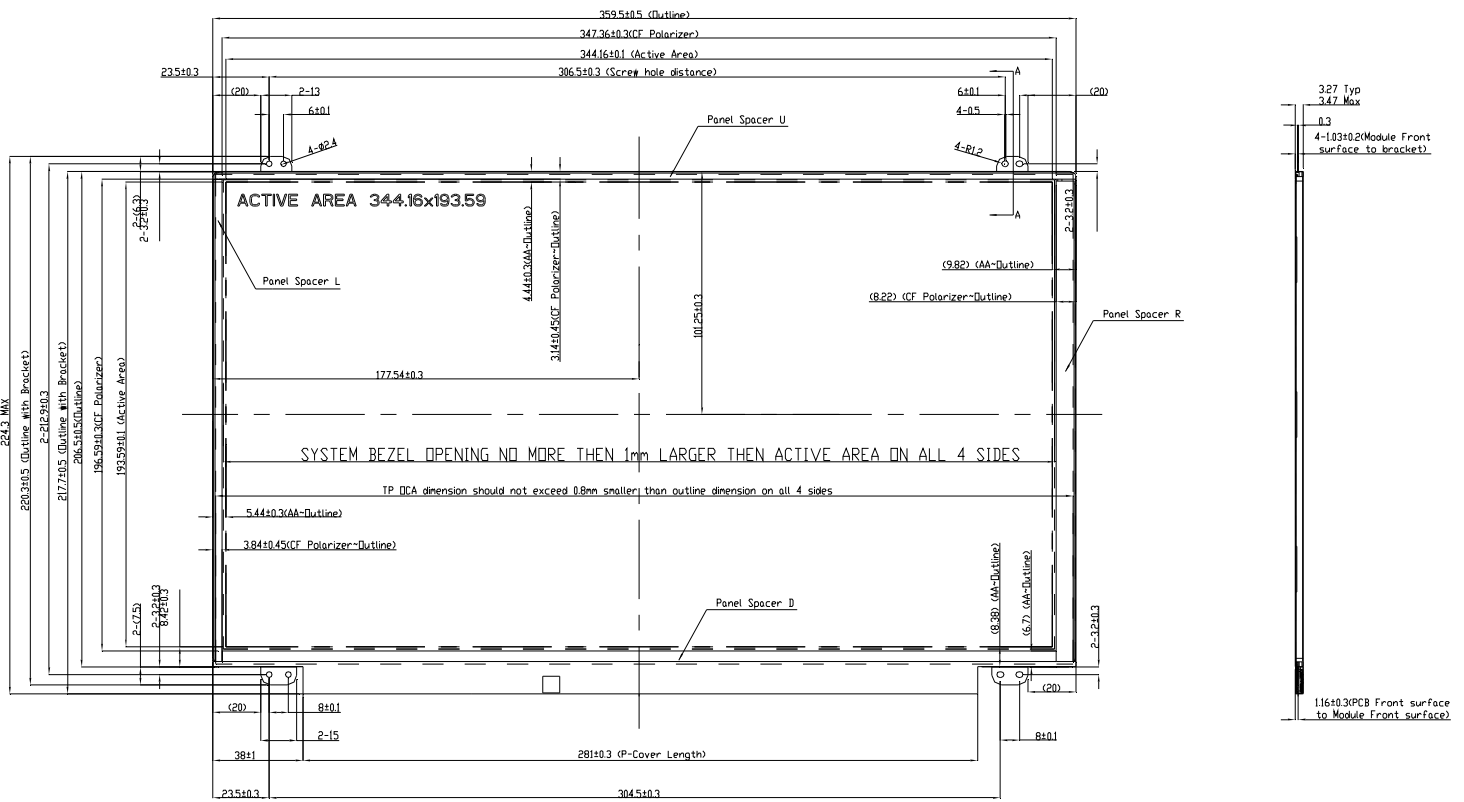 359.5±0.5 (Outline)
347.36±0.3(CF Polarizer)
344.16±0.1 (Active Area)
23.5±0.3
306.5±0.3 (Screw hole distance)
A
(20)
2-13
6±0.1
(20)
6±0.1
4-0.5
Panel Spacer U
4-ø2.4
4-R1.2
3.27 Typ
3.47 Max
0.3
4-1.03±0.2(Module Front
surface to bracket)
ACTIVE AREA 344.16x193.59
A
2-(6.3)
2-3.2±0.3
2-3.2±0.3
4.44±0.3(AA~Outline)
3.14±0.45(CF Polarizer~Outline)
(9.82) (AA~Outline)
Panel Spacer L
(8.22) (CF Polarizer~Outline)
101.25±0.3
Panel Spacer R
177.54±0.3
224.3 MAX
220.3±0.5 (Outline with Bracket)
2-212.9±0.3
217.7±0.5 (Outline with Bracket)
206.5±0.5(Outline)
196.59±0.3(CF Polarizer)
193.59±0.1 (Active Area)
SYSTEM BEZEL OPENING NO MORE THEN 1mm LARGER THEN ACTIVE AREA ON ALL 4 SIDES
TP OCA dimension should not exceed 0.8mm smaller than outline dimension on all 4 sides
5.44±0.3(AA~Outline)
3.84±0.45(CF Polarizer~Outline)
2-(7.5)
2-3.2±0.3
8.42±0.3
(8.38) (AA~Outline)
(6.7) (AA~Outline)
2-3.2±0.3
Panel Spacer D
(20)
8±0.1
(20)
2-15
8±0.1
38±1
281±0.3 (P-Cover Length)
23.5±0.3
304.5±0.3
1.16±0.3(PCB Front surface
to Module Front surface)